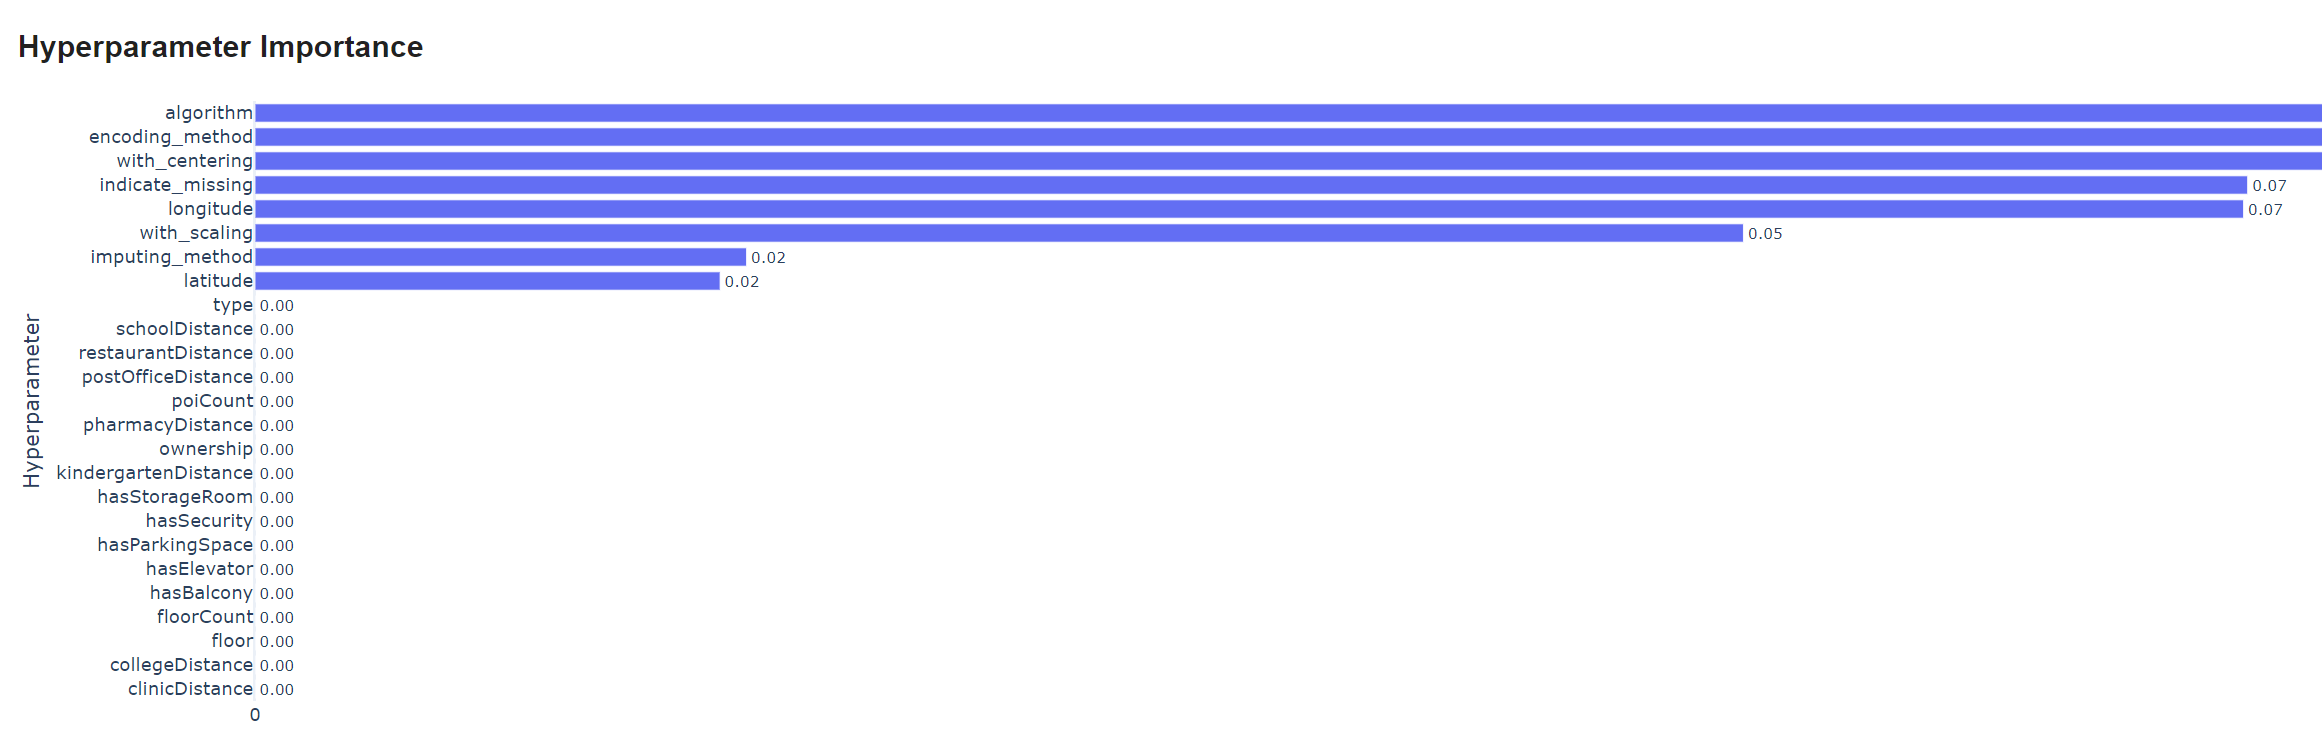 Hyperparameter Importance
algorithm
encoding_method
with_centering
indicate_missing 0.07
longitude 0.07
with_scaling 0.05
imputing_method 0.02
latitude 0.02
type 0.00
schoolDistance 0.00
restaurantDistance 0.00
postOfficeDistance 0.00
poiCount 0.00
pharmacyDistance 0.00
ownership 0.00
kindergartenDistance 0.00
hasStorageRoom 0.00
hasSecurity 0.00
hasParkingSpace 0.00
hasElevator 0.00
hasBalcony 0.00
floorCount 0.00
floor 0.00
collegeDistance 0.00
clinicDistance 0.00
0
Hyperparameter